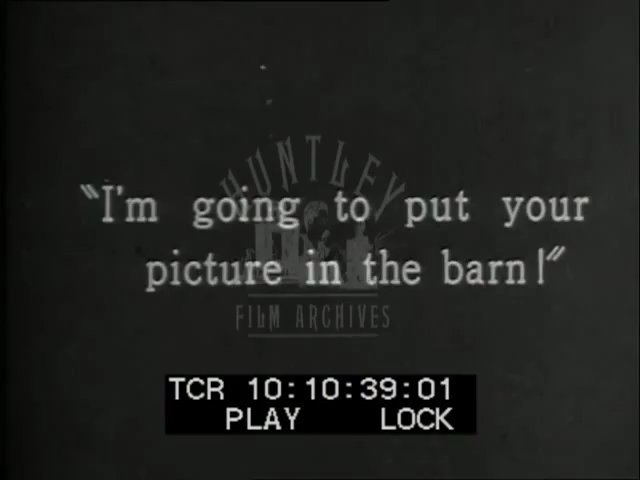 HUNTLEY
"I'm going to put your
picture in the barn!"
FILM ARCHIVES
TCR 10:10:39:01
PLAY LOCK